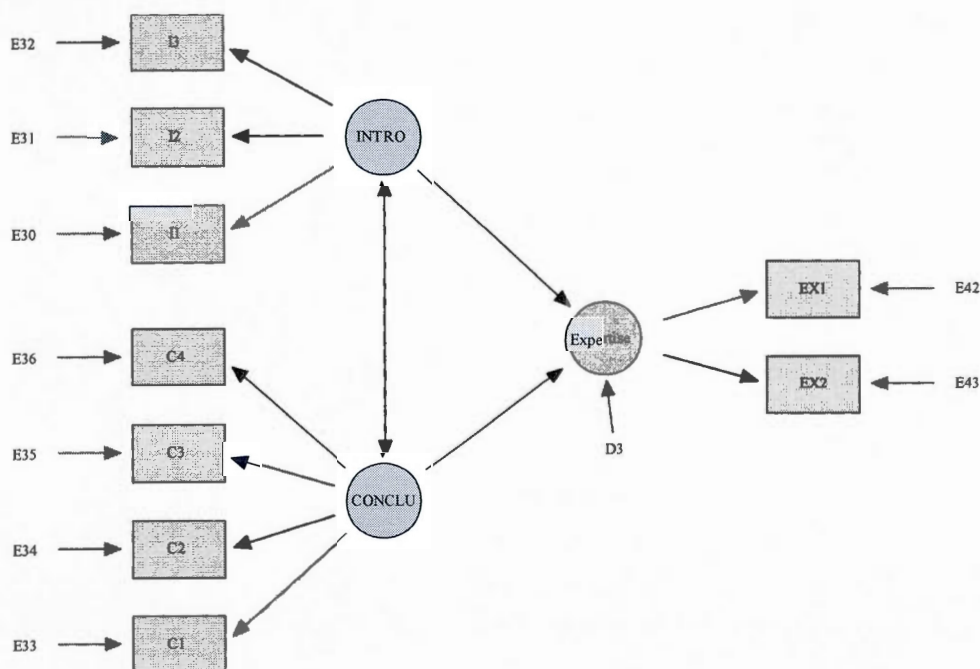 E32
I3
E31
I2
INTRO
E30
I1
EX1
E42
Expertise
E36
C4
EX2
E43
D3
E35
C3
CONCLU
E34
C2
E33
C1